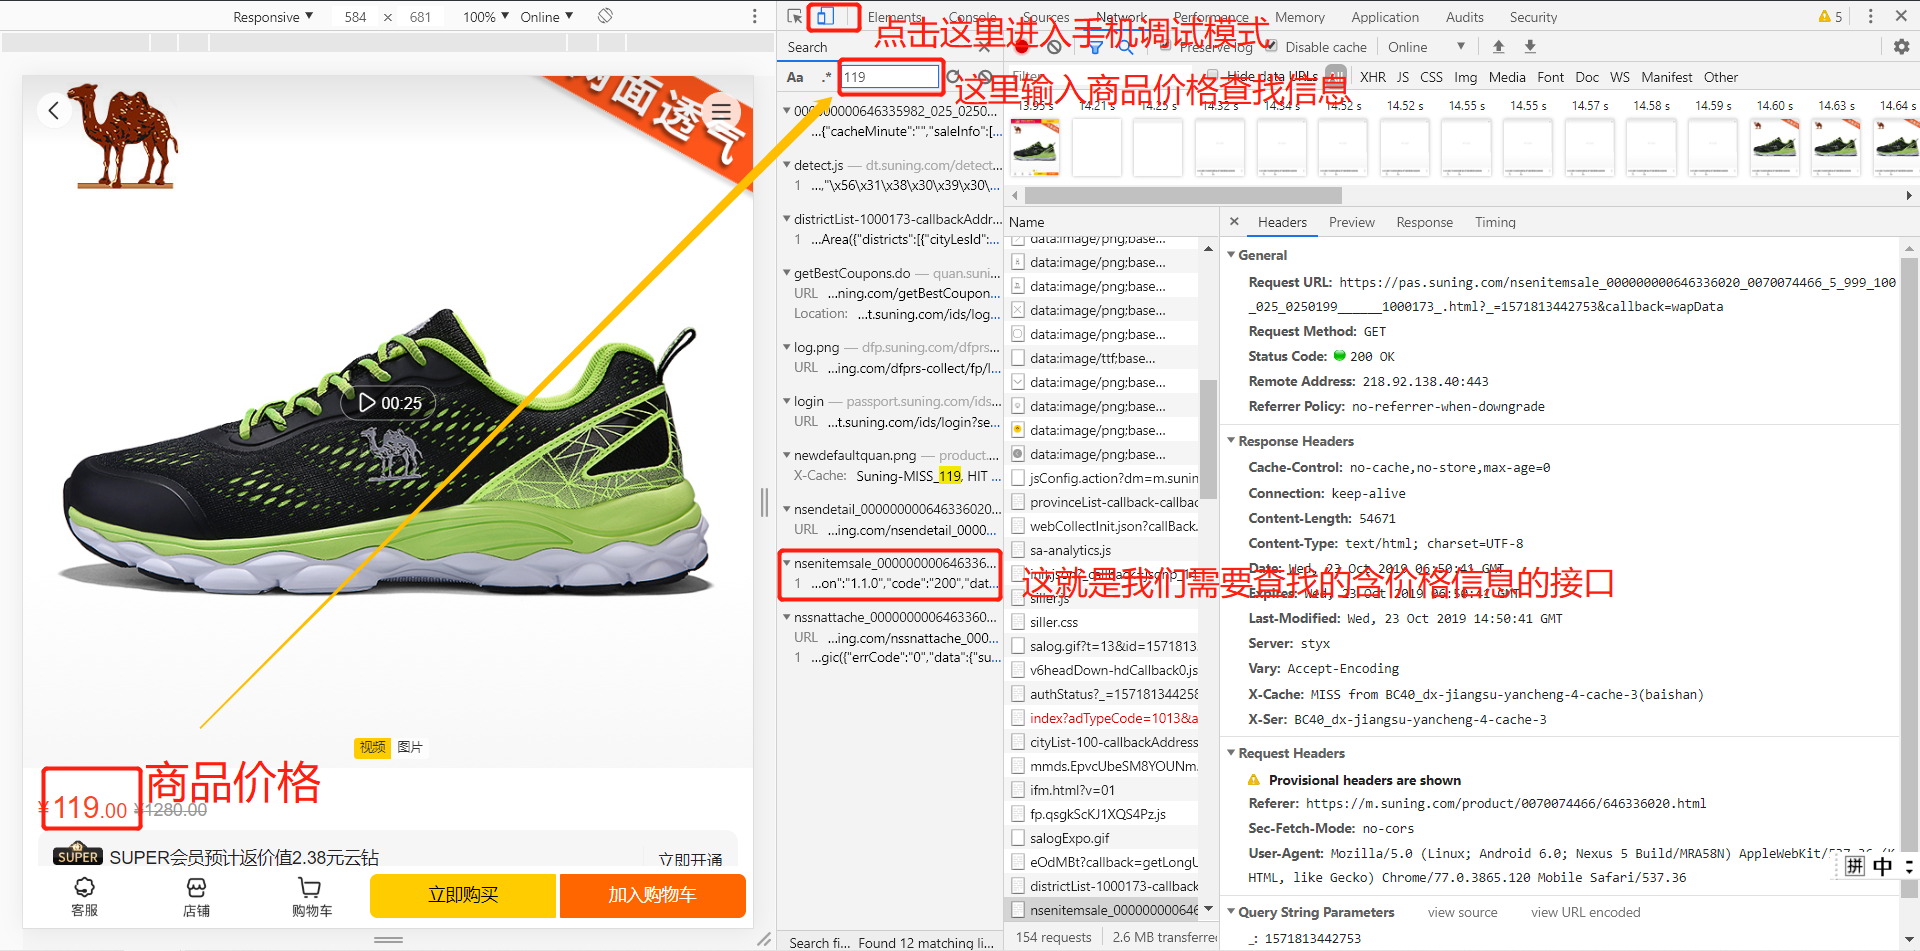 Responsive ▼ 584 × 681 100% ▼ Online ▼
Elements Console Sources Network Performance Memory Application Audits Security 5
点击这里进入手机调试模式
Search
Preserve log Disable cache Online ▼
Aa .* 119
Filter Hide data URLs All XHR JS CSS Img Media Font Doc WS Manifest Other
这里输入商品价格查找信息
13.95 s 14.21 s 14.25 s 14.32 s 14.34 s 14.52 s 14.52 s 14.55 s 14.55 s 14.57 s 14.58 s 14.59 s 14.60 s 14.63 s 14.64 s
网面透气
00:25
视频 图片
商品价格
¥119.00 ¥1280.00
SUPER SUPER会员预计返价值2.38元云钻 立即开通
客服 店铺 购物车 立即购买 加入购物车
000000000646335982_025_0250...
...{"cacheMinute":"","saleInfo":[...
detect.js — dt.suning.com/detect...
1 ...,"\x56\x31\x38\x30\x39\x30\...
districtList-1000173-callbackAddr...
1 ...Area({"districts":[{"cityLesId":...
getBestCoupons.do — quan.suni...
URL ...ning.com/getBestCoupon...
Location: ...t.suning.com/ids/log...
log.png — dfp.suning.com/dfprs...
URL ...ing.com/dfprs-collect/fp/l...
login — passport.suning.com/ids...
URL ...t.suning.com/ids/login?se...
newdefaultquan.png — product....
X-Cache: Suning-MISS_119, HIT ...
nsendetail_000000000646336020...
URL ...ing.com/nsendetail_0000...
nsenitemsale_000000000646336...
1 ...on":"1.1.0","code":"200","dat...
nssnattache_0000000006463360...
URL ...ing.com/nssnattache_000...
1 ...gic({"errCode":"0","data":{"su...
Search fi... Found 12 matching li...
Name
data:image/png;base...
data:image/png;base...
data:image/png;base...
data:image/png;base...
data:image/png;base...
data:image/ttf;base...
data:image/png;base...
data:image/png;base...
data:image/png;base...
data:image/png;base...
jsConfig.action?dm=m.sunin
provinceList-callback-callbac
webCollectInit.json?callBack.
sa-analytics.js
这就是我们需要查找的含价格信息的接口
siller.js
siller.css
salog.gif?t=13&id=1571813
v6headDown-hdCallback0.js
authStatus?_=157181344258
index?adTypeCode=1013&a
cityList-100-callbackAddress
mmds.EpvcUbeSM8YOUNm.
ifm.html?v=01
fp.qsgkScKJ1XQS4Pz.js
salogExpo.gif
eOdMBt?callback=getLongU
districtList-1000173-callback
nsenitemsale_000000000646
154 requests 2.6 MB transferre
Headers Preview Response Timing
General
Request URL: https://pas.suning.com/nsenitemsale_000000000646336020_0070074466_5_999_100
_025_0250199______1000173_.html?_=1571813442753&callback=wapData
Request Method: GET
Status Code: 200 OK
Remote Address: 218.92.138.40:443
Referrer Policy: no-referrer-when-downgrade
Response Headers
Cache-Control: no-cache,no-store,max-age=0
Connection: keep-alive
Content-Length: 54671
Content-Type: text/html; charset=UTF-8
Date: Wed, 23 Oct 2019 06:50:41 GMT
Expires: Wed, 23 Oct 2019 06:50:41 GMT
Last-Modified: Wed, 23 Oct 2019 14:50:41 GMT
Server: styx
Vary: Accept-Encoding
X-Cache: MISS from BC40_dx-jiangsu-yancheng-4-cache-3(baishan)
X-Ser: BC40_dx-jiangsu-yancheng-4-cache-3
Request Headers
Provisional headers are shown
Referer: https://m.suning.com/product/0070074466/646336020.html
Sec-Fetch-Mode: no-cors
User-Agent: Mozilla/5.0 (Linux; Android 6.0; Nexus 5 Build/MRA58N) AppleWebKit/537.36 (K
HTML, like Gecko) Chrome/77.0.3865.120 Mobile Safari/537.36
拼 中
Query String Parameters view source view URL encoded
_: 1571813442753